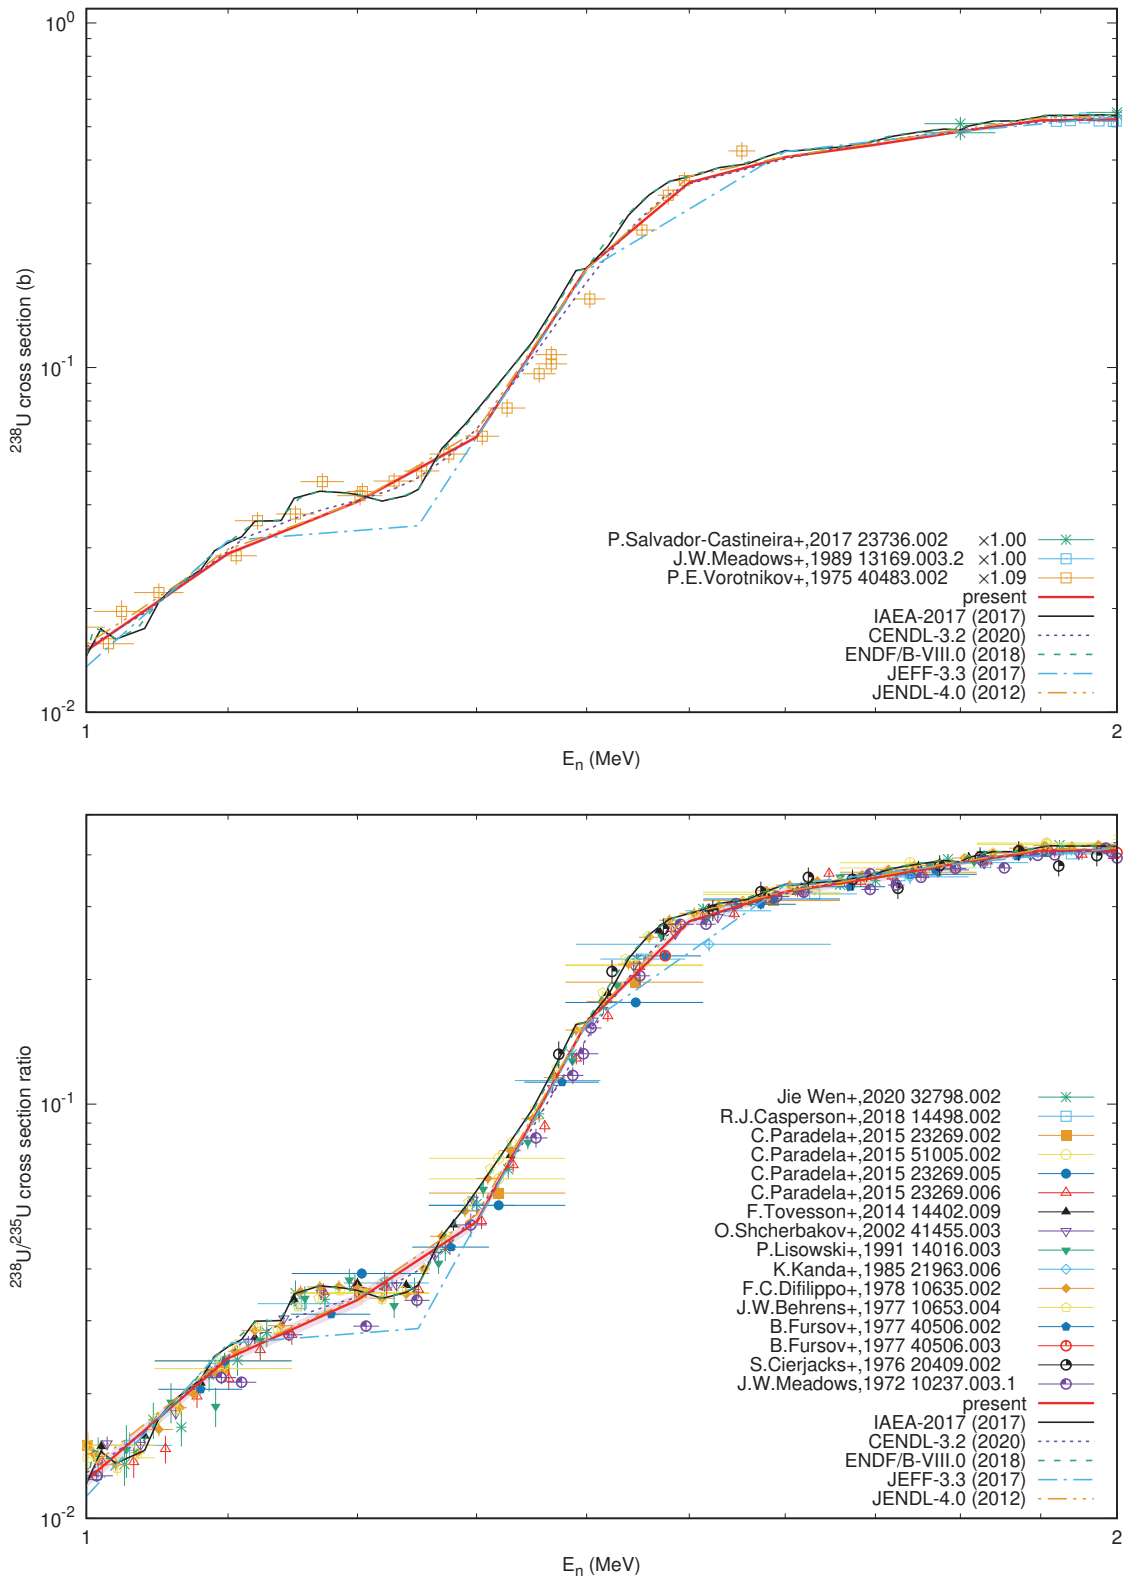 10^0
10^-1
10^-2
1
2
^238U cross section (b)
E_n (MeV)
P.Salvador-Castineira+,2017 23736.002 ×1.00
J.W.Meadows+,1989 13169.003.2 ×1.00
P.E.Vorotnikov+,1975 40483.002 ×1.09
present
IAEA-2017 (2017)
CENDL-3.2 (2020)
ENDF/B-VIII.0 (2018)
JEFF-3.3 (2017)
JENDL-4.0 (2012)
10^-1
10^-2
1
2
^238U/^235U cross section ratio
E_n (MeV)
Jie Wen+,2020 32798.002
R.J.Casperson+,2018 14498.002
C.Paradela+,2015 23269.002
C.Paradela+,2015 51005.002
C.Paradela+,2015 23269.005
C.Paradela+,2015 23269.006
F.Tovesson+,2014 14402.009
O.Shcherbakov+,2002 41455.003
P.Lisowski+,1991 14016.003
K.Kanda+,1985 21963.006
F.C.Difilippo+,1978 10635.002
J.W.Behrens+,1977 10653.004
B.Fursov+,1977 40506.002
B.Fursov+,1977 40506.003
S.Cierjacks+,1976 20409.002
J.W.Meadows,1972 10237.003.1
present
IAEA-2017 (2017)
CENDL-3.2 (2020)
ENDF/B-VIII.0 (2018)
JEFF-3.3 (2017)
JENDL-4.0 (2012)